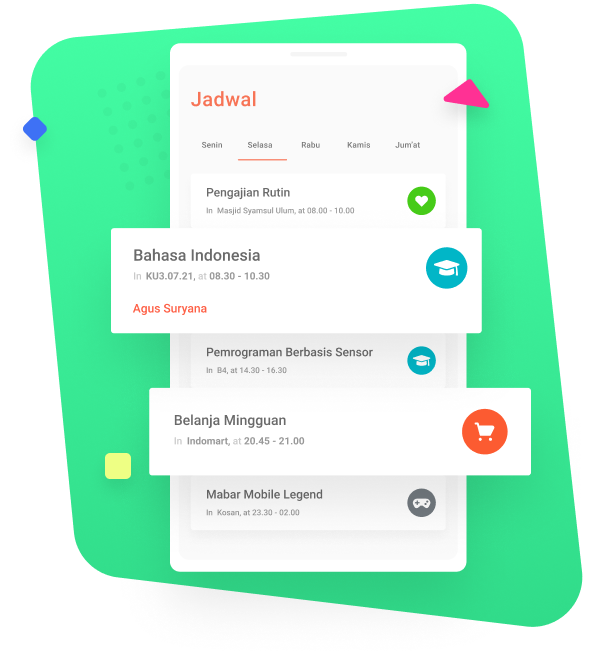 Jadwal
Senin Selasa Rabu Kamis Jum'at
Pengajian Rutin
In Masjid Syamsul Ulum, at 08.00 - 10.00
Bahasa Indonesia
In KU3.07.21, at 08.30 - 10.30
Agus Suryana
Pemrograman Berbasis Sensor
In B4, at 14.30 - 16.30
Belanja Mingguan
In Indomart, at 20.45 - 21.00
Mabar Mobile Legend
In Kosan, at 23.30 - 02.00